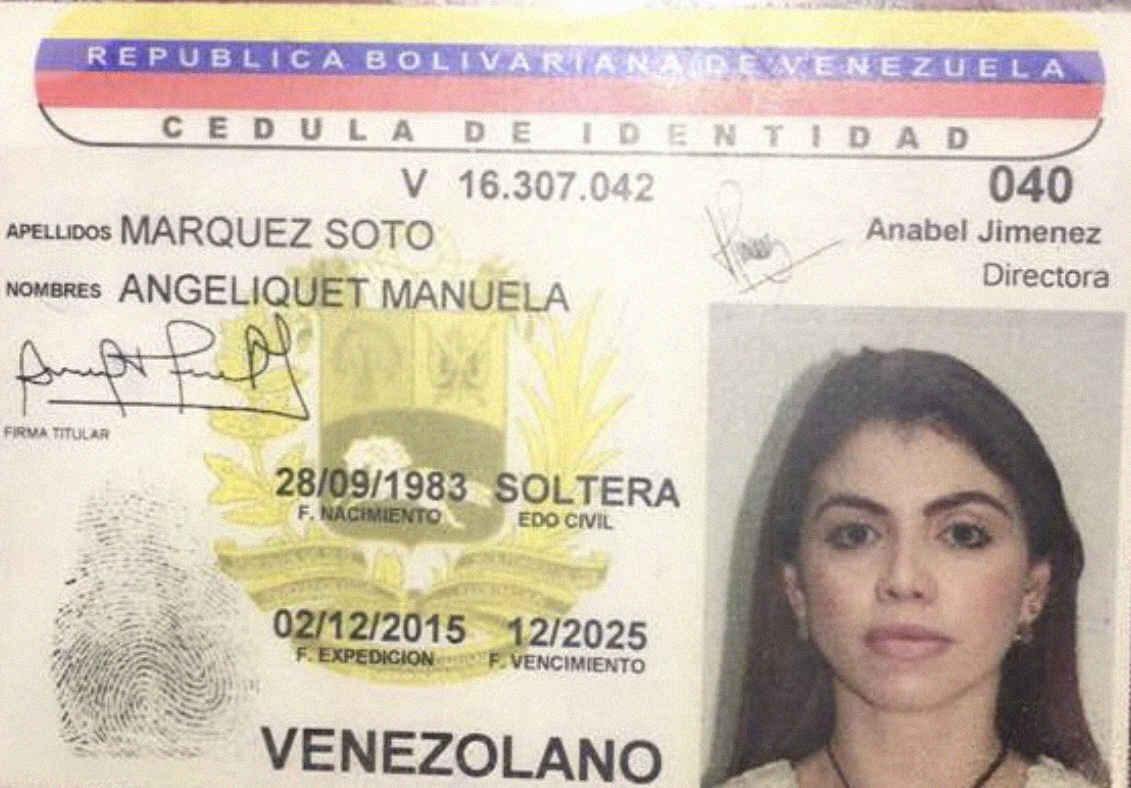 REPUBLICA BOLIVARIANA DE VENEZUELA
CEDULA DE IDENTIDAD
V 16.307.042 040
APELLIDOS MARQUEZ SOTO
Anabel Jimenez
Directora
NOMBRES ANGELIQUET MANUELA
FIRMA TITULAR
28/09/1983 SOLTERA
F. NACIMIENTO EDO CIVIL
02/12/2015 12/2025
F. EXPEDICION F. VENCIMIENTO
VENEZOLANO